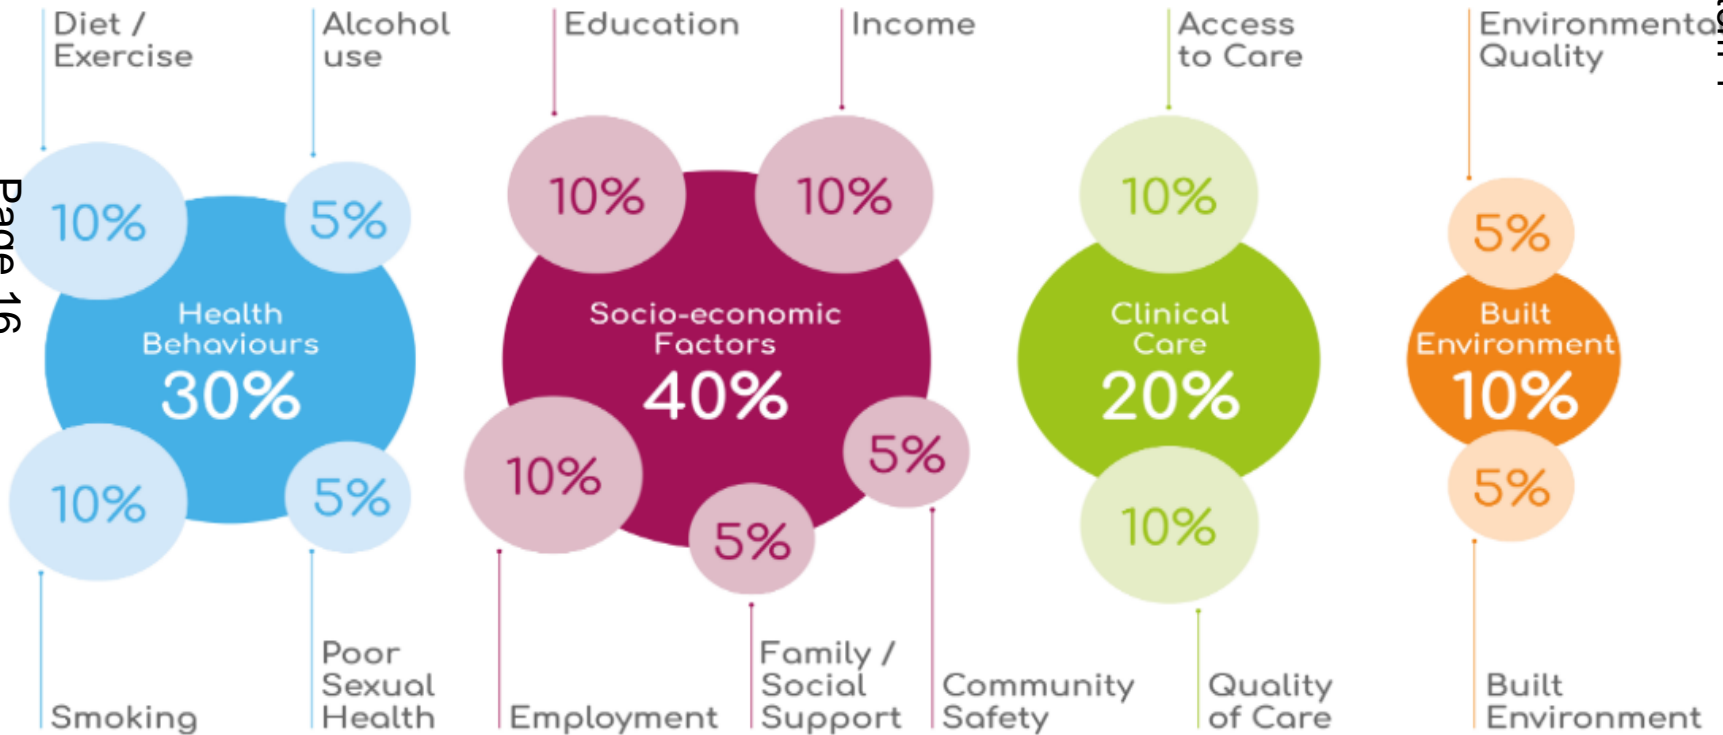 Diet /
Exercise
Alcohol
use
Education
Income
Access
to Care
Environmenta
Quality
Page 16
10%
5%
10%
10%
10%
5%
Health
Behaviours
30%
Socio-economic
Factors
40%
Clinical
Care
20%
Built
Environment
10%
10%
5%
10%
5%
5%
10%
5%
Smoking
Poor
Sexual
Health
Employment
Family /
Social
Support
Community
Safety
Quality
of Care
Built
Environment